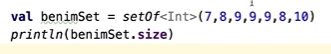 val benimSet = setOf<Int>(7,8,9,9,9,8,10)
println(benimSet.size)